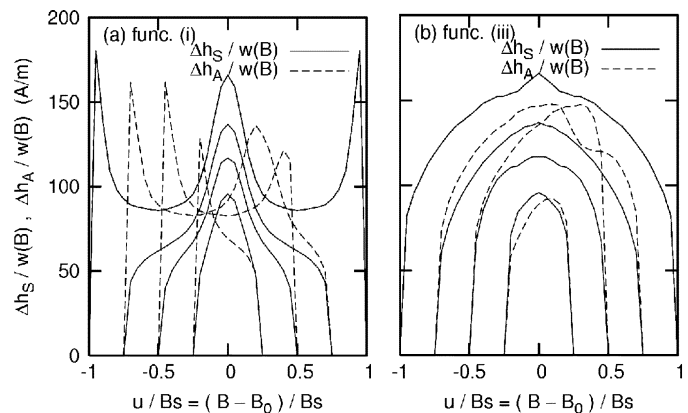 (a) func. (i)
Δh_S / w(B)
Δh_A / w(B)
(b) func. (iii)
Δh_S / w(B)
Δh_A / w(B)
Δh_S / w(B) , Δh_A / w(B) (A/m)
200
150
100
50
0
-1 -0.5 0 0.5 1
-1 -0.5 0 0.5 1
u / Bs = ( B − B_0 ) / Bs
u / Bs = ( B − B_0 ) / Bs